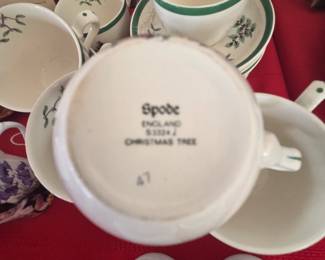 Spode
ENGLAND
S3324 J
CHRISTMAS TREE
47